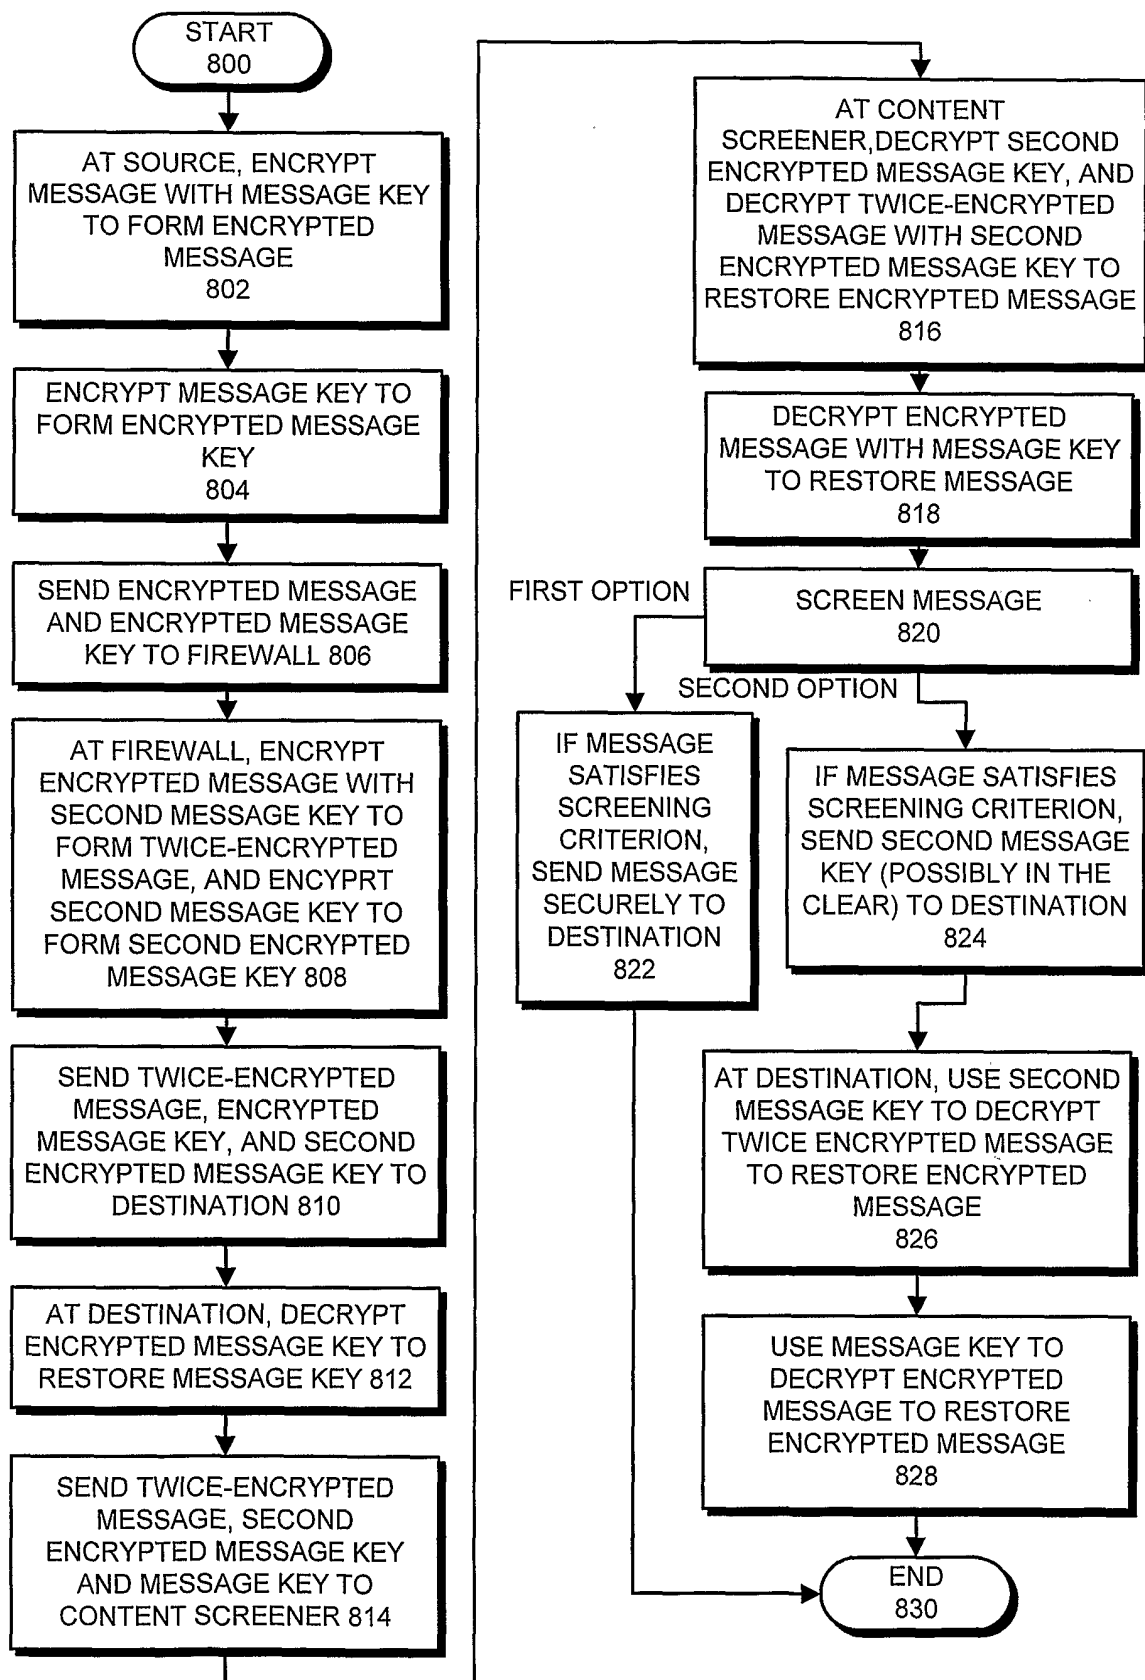 START
800
AT SOURCE, ENCRYPT
MESSAGE WITH MESSAGE KEY
TO FORM ENCRYPTED
MESSAGE
802
ENCRYPT MESSAGE KEY TO
FORM ENCRYPTED MESSAGE
KEY
804
SEND ENCRYPTED MESSAGE
AND ENCRYPTED MESSAGE
KEY TO FIREWALL 806
AT FIREWALL, ENCRYPT
ENCRYPTED MESSAGE WITH
SECOND MESSAGE KEY TO
FORM TWICE-ENCRYPTED
MESSAGE, AND ENCYPRT
SECOND MESSAGE KEY TO
FORM SECOND ENCRYPTED
MESSAGE KEY 808
SEND TWICE-ENCRYPTED
MESSAGE, ENCRYPTED
MESSAGE KEY, AND SECOND
ENCRYPTED MESSAGE KEY TO
DESTINATION 810
AT DESTINATION, DECRYPT
ENCRYPTED MESSAGE KEY TO
RESTORE MESSAGE KEY 812
SEND TWICE-ENCRYPTED
MESSAGE, SECOND
ENCRYPTED MESSAGE KEY
AND MESSAGE KEY TO
CONTENT SCREENER 814
AT CONTENT
SCREENER,DECRYPT SECOND
ENCRYPTED MESSAGE KEY, AND
DECRYPT TWICE-ENCRYPTED
MESSAGE WITH SECOND
ENCRYPTED MESSAGE KEY TO
RESTORE ENCRYPTED MESSAGE
816
DECRYPT ENCRYPTED
MESSAGE WITH MESSAGE KEY
TO RESTORE MESSAGE
818
SCREEN MESSAGE
820
FIRST OPTION
SECOND OPTION
IF MESSAGE
SATISFIES
SCREENING
CRITERION,
SEND MESSAGE
SECURELY TO
DESTINATION
822
IF MESSAGE SATISFIES
SCREENING CRITERION,
SEND SECOND MESSAGE
KEY (POSSIBLY IN THE
CLEAR) TO DESTINATION
824
AT DESTINATION, USE SECOND
MESSAGE KEY TO DECRYPT
TWICE ENCRYPTED MESSAGE
TO RESTORE ENCRYPTED
MESSAGE
826
USE MESSAGE KEY TO
DECRYPT ENCRYPTED
MESSAGE TO RESTORE
ENCRYPTED MESSAGE
828
END
830